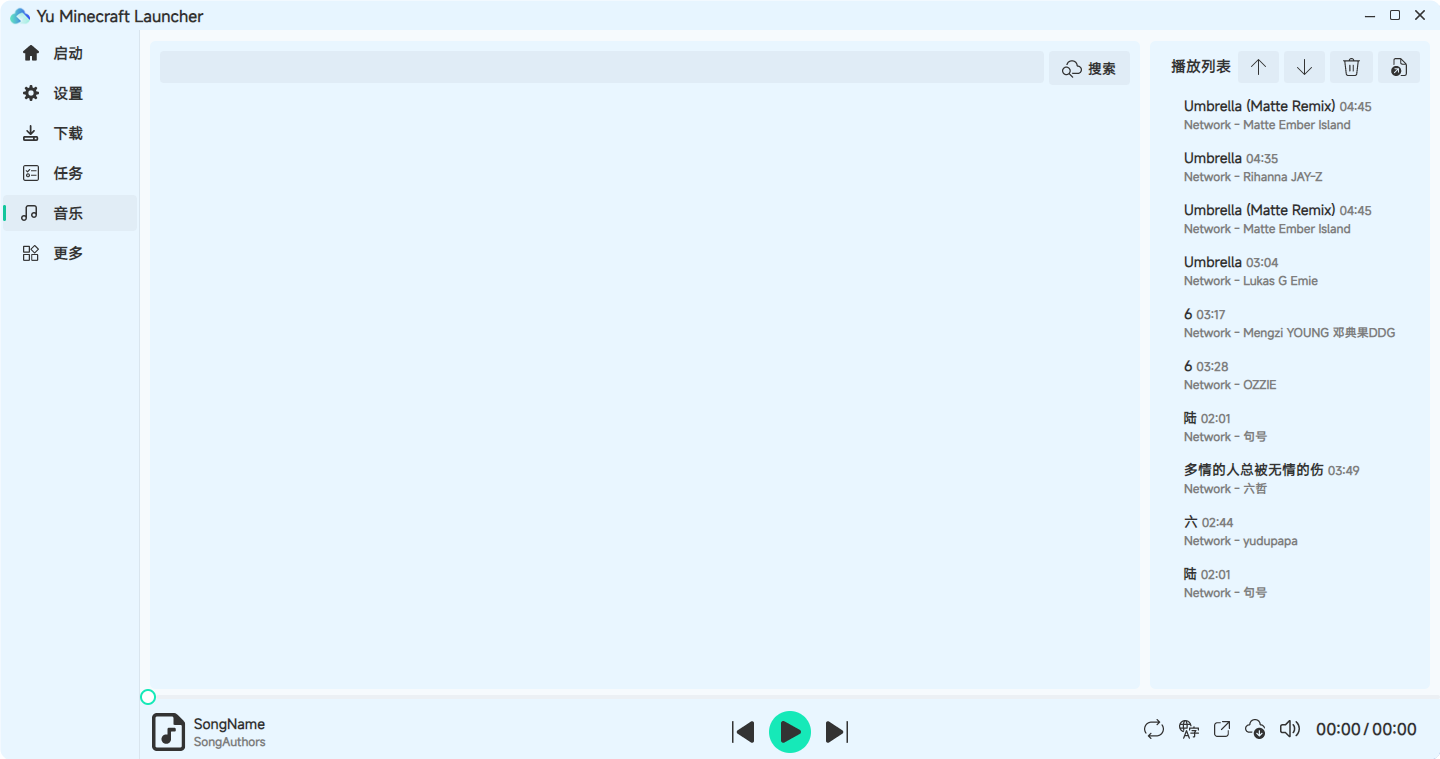 Yu Minecraft Launcher
启动
设置
下载
任务
音乐
更多
搜索
播放列表
Umbrella (Matte Remix) 04:45
Network - Matte Ember Island
Umbrella 04:35
Network - Rihanna JAY-Z
Umbrella (Matte Remix) 04:45
Network - Matte Ember Island
Umbrella 03:04
Network - Lukas G Emie
6 03:17
Network - Mengzi YOUNG 邓典果DDG
6 03:28
Network - OZZIE
陆 02:01
Network - 句号
多情的人总被无情的伤 03:49
Network - 六哲
六 02:44
Network - yudupapa
陆 02:01
Network - 句号
SongName
SongAuthors
00:00/00:00